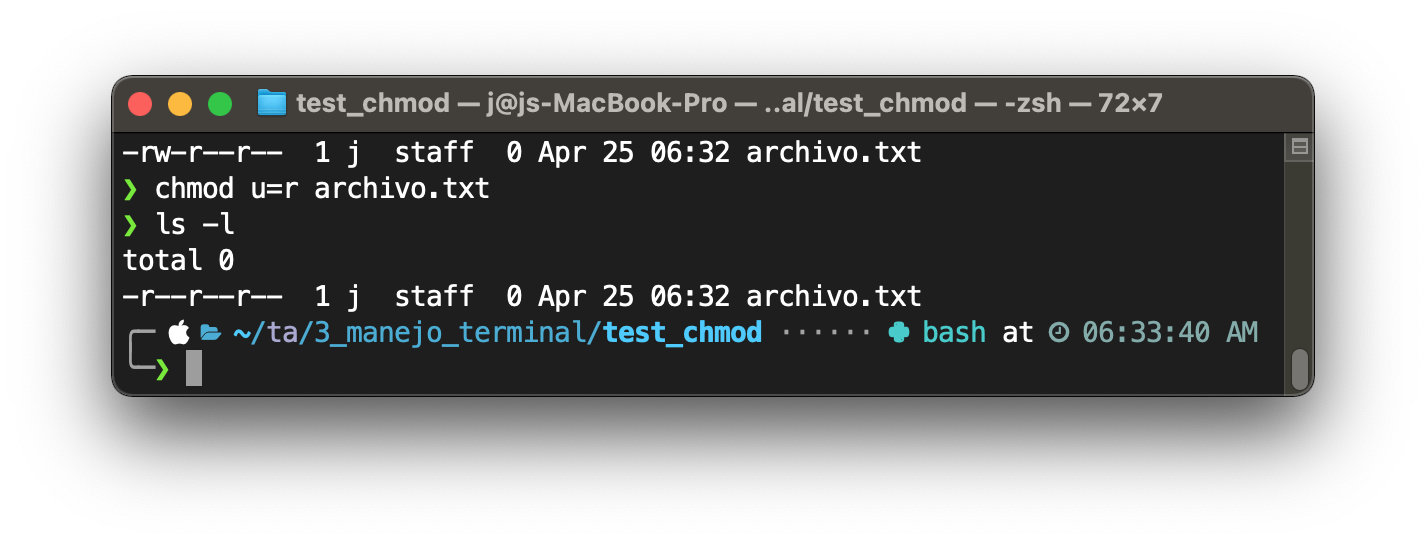 test_chmod — j@js-MacBook-Pro — ..al/test_chmod — -zsh — 72×7
-rw-r--r--  1 j  staff  0 Apr 25 06:32 archivo.txt
❯ chmod u=r archivo.txt
❯ ls -l
total 0
-r--r--r--  1 j  staff  0 Apr 25 06:32 archivo.txt
~/ta/3_manejo_terminal/test_chmod ······ bash at 06:33:40 AM
❯